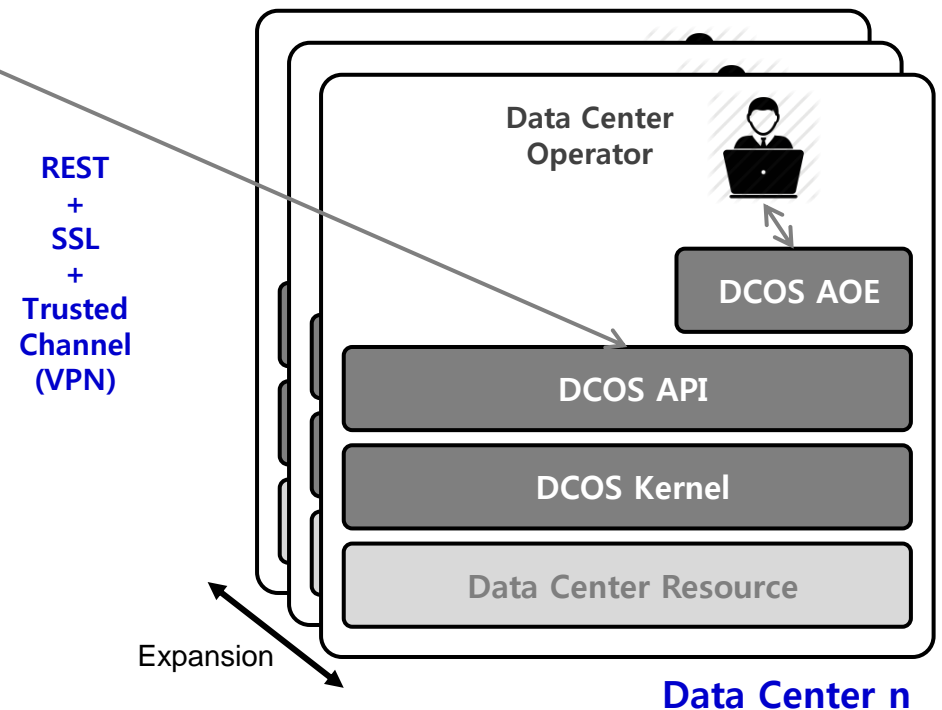 Data Center
Operator
REST
+
SSL
+
Trusted
Channel
(VPN)
DCOS AOE
DCOS API
DCOS Kernel
Data Center Resource
Expansion
Data Center n